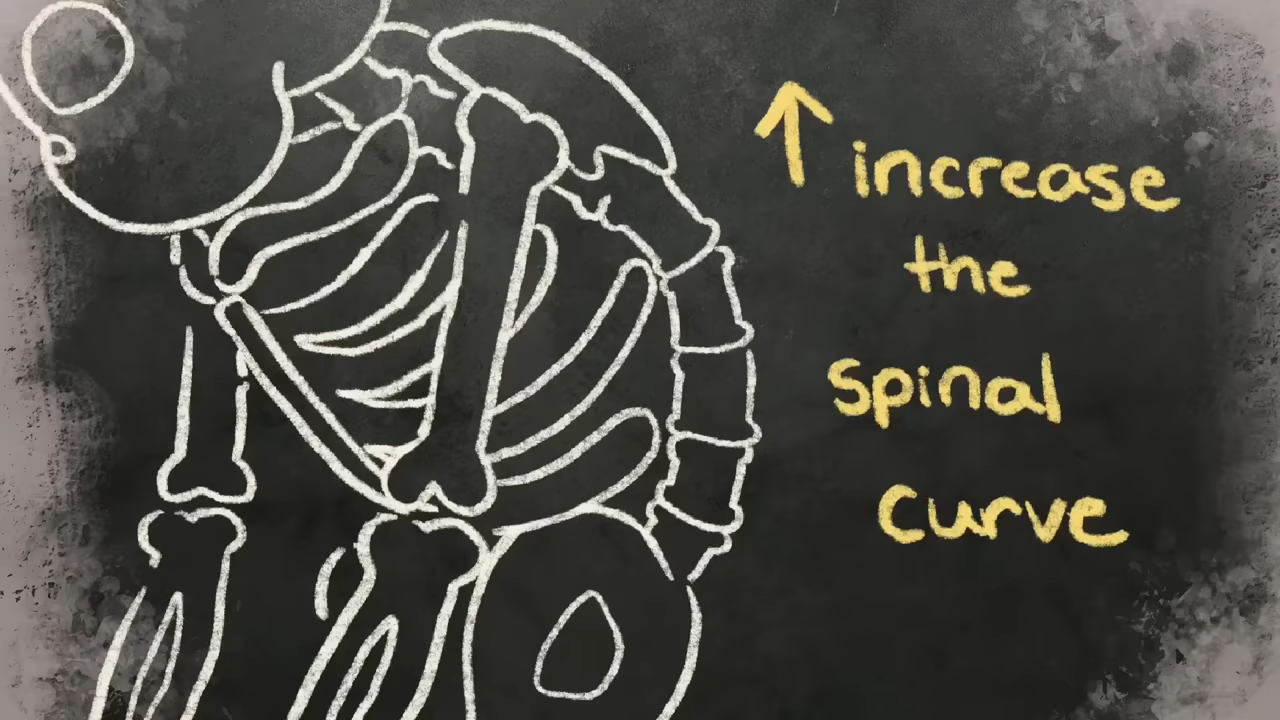 ↑ increase
the
spinal
curve